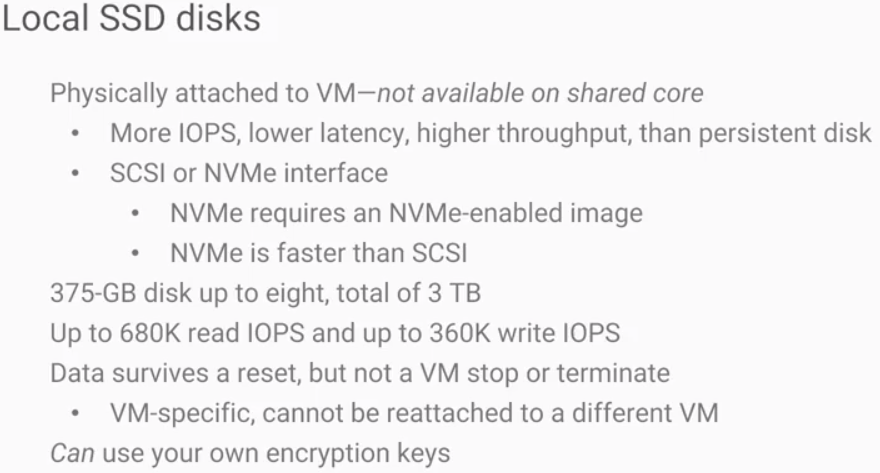 Local SSD disks
Physically attached to VM—not available on shared core
• More IOPS, lower latency, higher throughput, than persistent disk
• SCSI or NVMe interface
• NVMe requires an NVMe-enabled image
• NVMe is faster than SCSI
375-GB disk up to eight, total of 3 TB
Up to 680K read IOPS and up to 360K write IOPS
Data survives a reset, but not a VM stop or terminate
• VM-specific, cannot be reattached to a different VM
Can use your own encryption keys